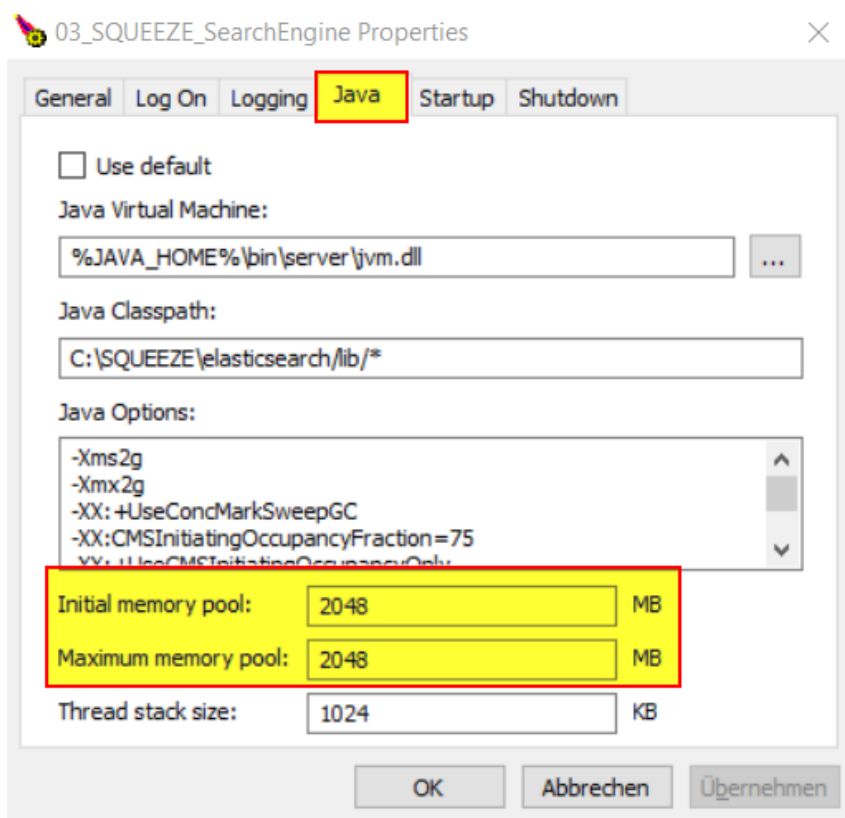 03_SQUEEZE_SearchEngine Properties
General Log On Logging Java Startup Shutdown
Use default
Java Virtual Machine:
%JAVA_HOME%\bin\server\jvm.dll ...
Java Classpath:
C:\SQUEEZE\elasticsearch/lib/*
Java Options:
-Xms2g
-Xmx2g
-XX:+UseConcMarkSweepGC
-XX:CMSInitiatingOccupancyFraction=75
-XX:+UseCMSInitiatingOccupancyOnly
Initial memory pool: 2048 MB
Maximum memory pool: 2048 MB
Thread stack size: 1024 KB
OK Abbrechen Übernehmen